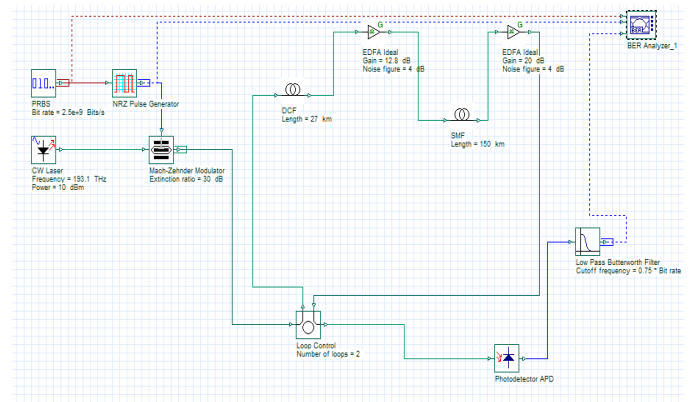 G
G
EDFA Ideal
Gain = 12.8 dB
Noise figure = 4 dB
EDFA Ideal
Gain = 20 dB
Noise figure = 4 dB
BER
BER Analyzer_1
010..
PRBS
Bit rate = 2.5e+9 Bits/s
NRZ Pulse Generator
DCF
Length = 27 km
SMF
Length = 150 km
CW Laser
Frequency = 193.1 THz
Power = 10 dBm
Mach-Zehnder Modulator
Extinction ratio = 30 dB
Low Pass Butterworth Filter
Cutoff frequency = 0.75 * Bit rate
Loop Control
Number of loops = 2
Photodetector APD